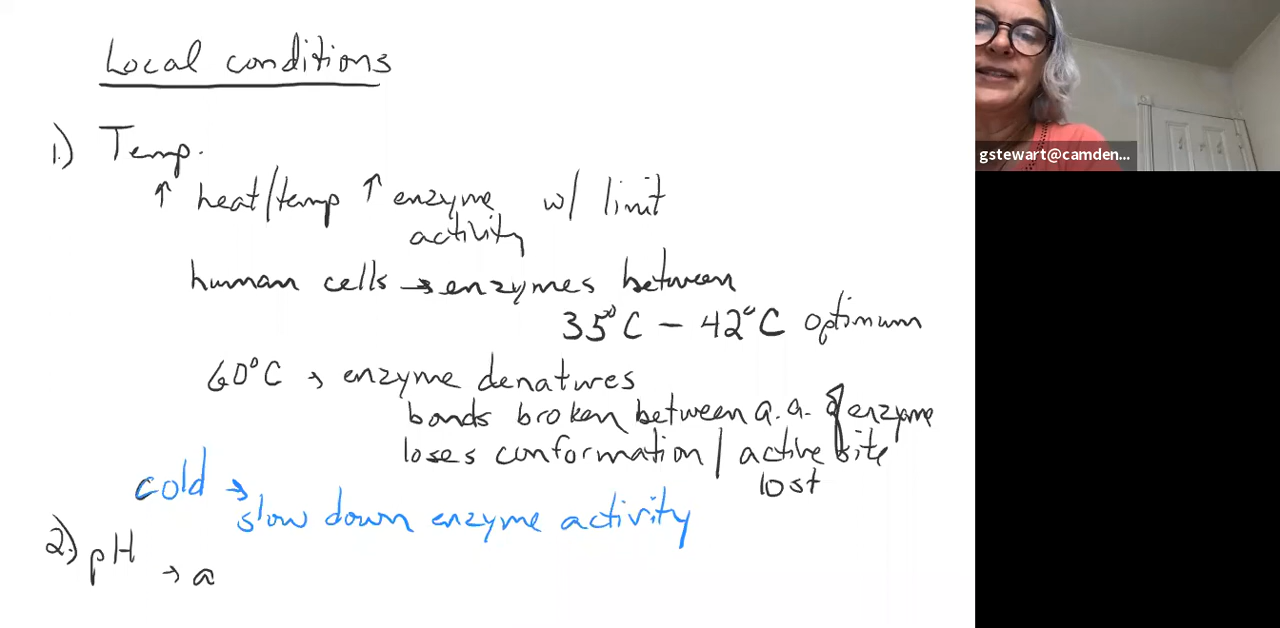 Local conditions
1.) Temp.
↑ heat/temp ↑ enzyme w/ limit
activity
human cells → enzymes between
35°C - 42°C optimum
60°C → enzyme denatures
bonds broken between a.a. of enzyme
loses conformation / active site
lost
cold →
slow down enzyme activity
2.) pH
→ a
gstewart@camden...